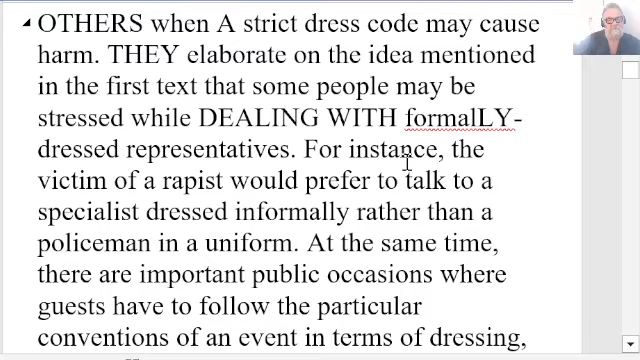 OTHERS when A strict dress code may cause
harm. THEY elaborate on the idea mentioned
in the first text that some people may be
stressed while DEALING WITH formalLY-
dressed representatives. For instance, the
victim of a rapist would prefer to talk to a
specialist dressed informally rather than a
policeman in a uniform. At the same time,
there are important public occasions where
guests have to follow the particular
conventions of an event in terms of dressing,